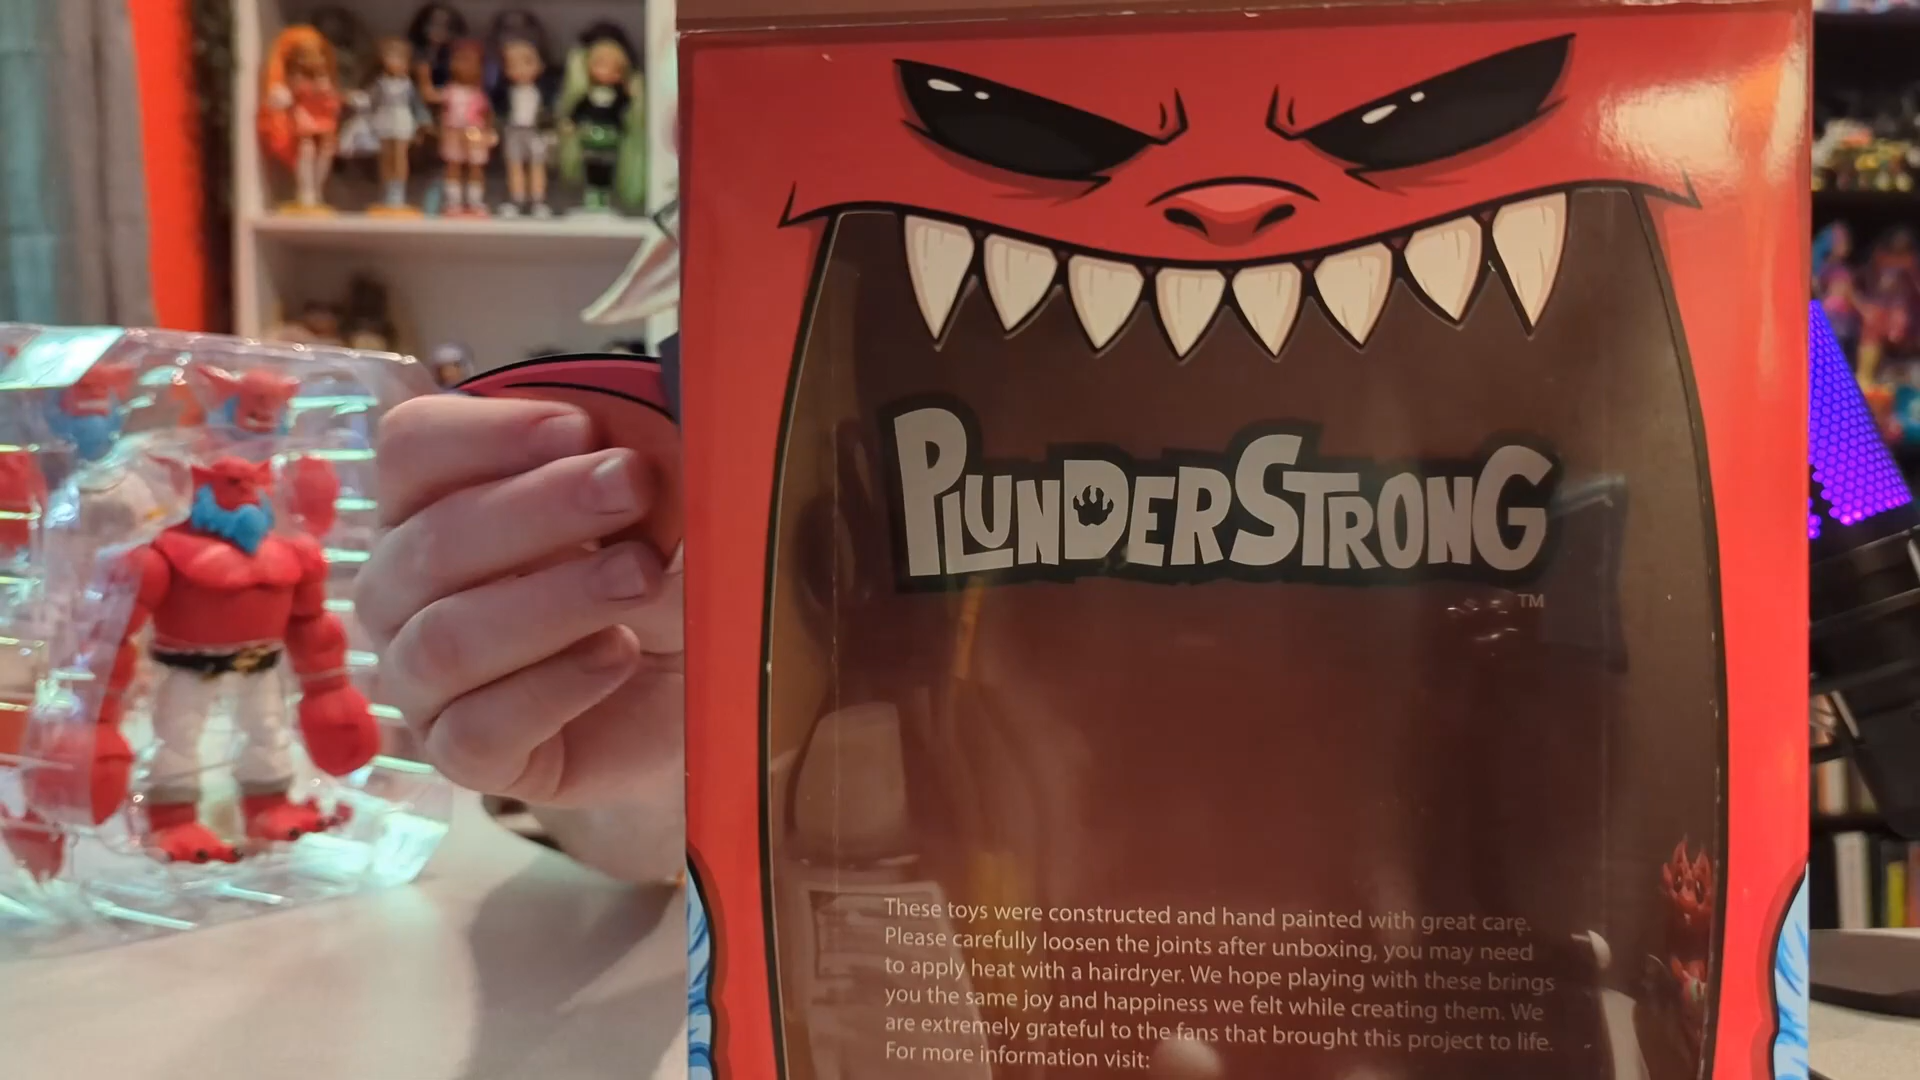 PLUNDERSTRONG
TM
These toys were constructed and hand painted with great care.
Please carefully loosen the joints after unboxing, you may need
to apply heat with a hairdryer. We hope playing with these brings
you the same joy and happiness we felt while creating them. We
are extremely grateful to the fans that brought this project to life.
For more information visit: